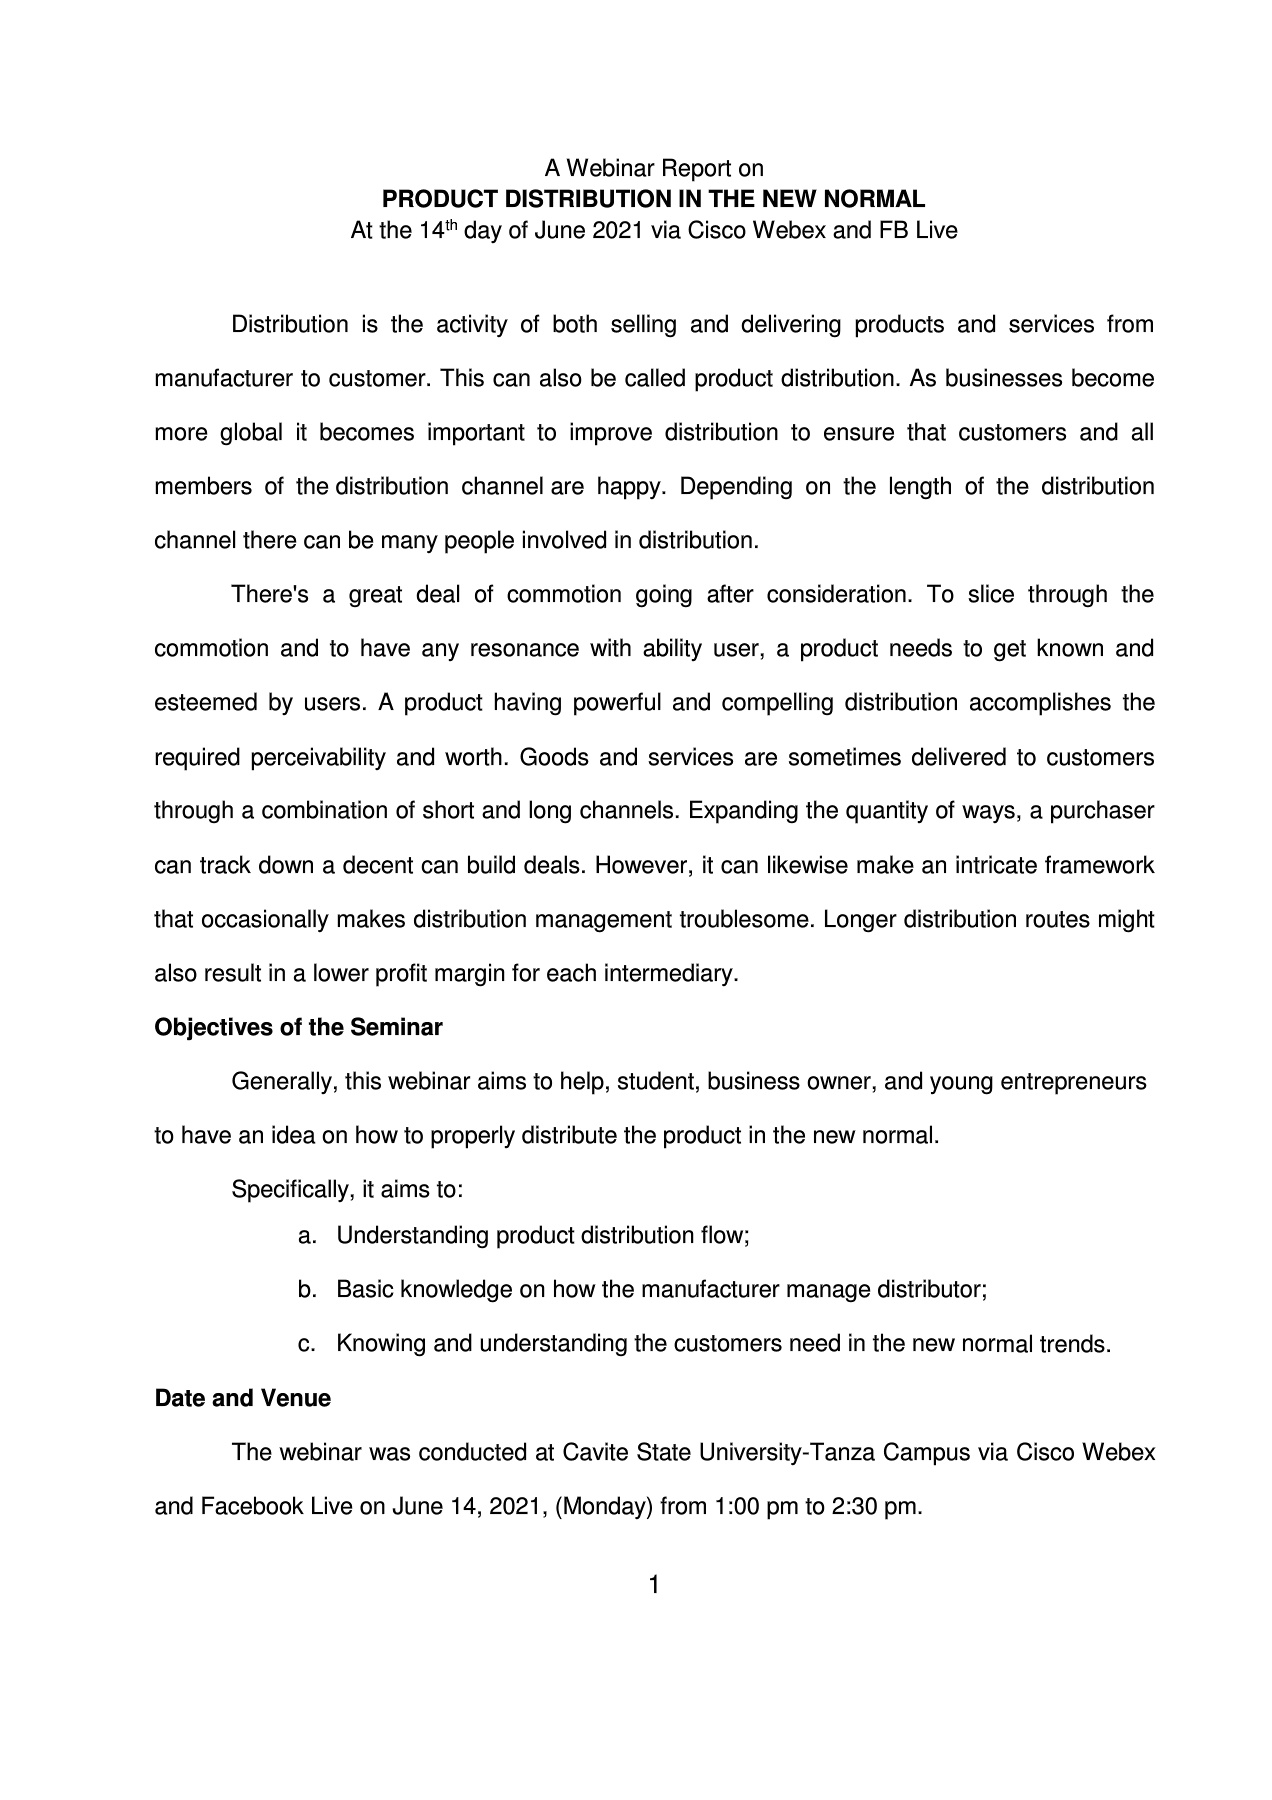 A Webinar Report on
PRODUCT DISTRIBUTION IN THE NEW NORMAL
At the 14th day of June 2021 via Cisco Webex and FB Live
Distribution is the activity of both selling and delivering products and services from
manufacturer to customer. This can also be called product distribution. As businesses become
more global it becomes important to improve distribution to ensure that customers and all
members of the distribution channel are happy. Depending on the length of the distribution
channel there can be many people involved in distribution.
There's a great deal of commotion going after consideration. To slice through the
commotion and to have any resonance with ability user, a product needs to get known and
esteemed by users. A product having powerful and compelling distribution accomplishes the
required perceivability and worth. Goods and services are sometimes delivered to customers
through a combination of short and long channels. Expanding the quantity of ways, a purchaser
can track down a decent can build deals. However, it can likewise make an intricate framework
that occasionally makes distribution management troublesome. Longer distribution routes might
also result in a lower profit margin for each intermediary.
Objectives of the Seminar
Generally, this webinar aims to help, student, business owner, and young entrepreneurs
to have an idea on how to properly distribute the product in the new normal.
Specifically, it aims to:
a. Understanding product distribution flow;
b. Basic knowledge on how the manufacturer manage distributor;
c. Knowing and understanding the customers need in the new normal trends.
Date and Venue
The webinar was conducted at Cavite State University-Tanza Campus via Cisco Webex
and Facebook Live on June 14, 2021, (Monday) from 1:00 pm to 2:30 pm.
1